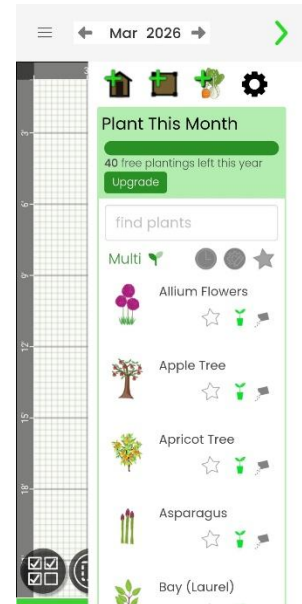 Mar 2026
Plant This Month
40 free plantings left this year
Upgrade
find plants
Multi
Allium Flowers
Apple Tree
Apricot Tree
Asparagus
Bay (Laurel)
3
6
9
12
15
18